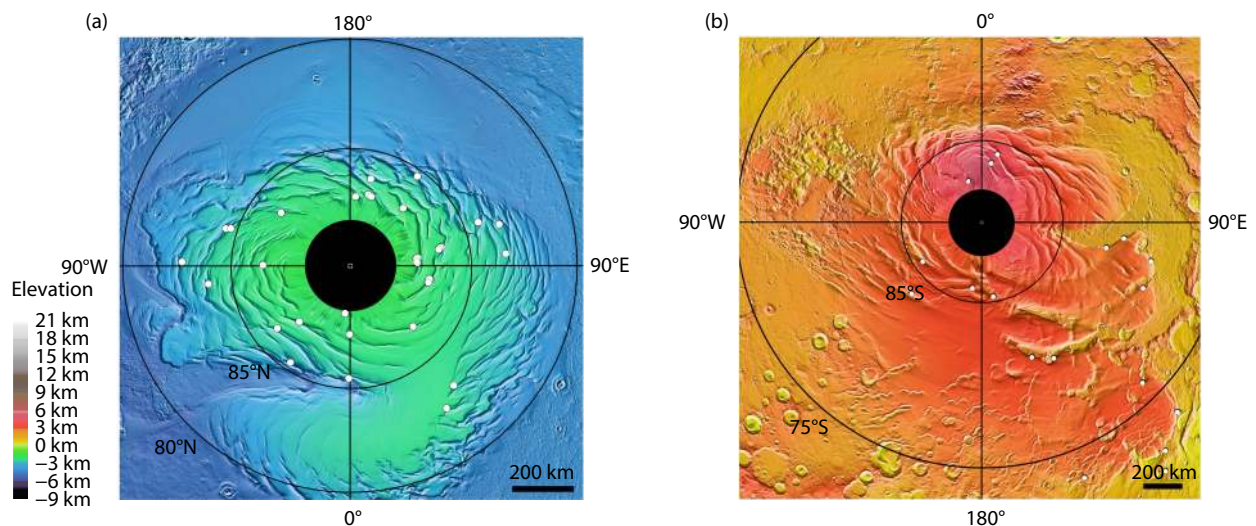 (a)
180°
(b)
0°
90°W
90°E
90°W
90°E
Elevation
21 km
18 km
15 km
12 km
9 km
6 km
3 km
0 km
−3 km
−6 km
−9 km
85°N
80°N
85°S
75°S
200 km
200 km
0°
180°